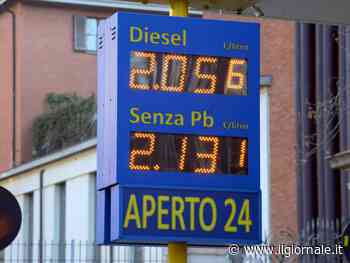 Diesel
€/litro
2.056
Senza Pb
€/litro
2.131
APERTO 24
www.ilgiornale.it